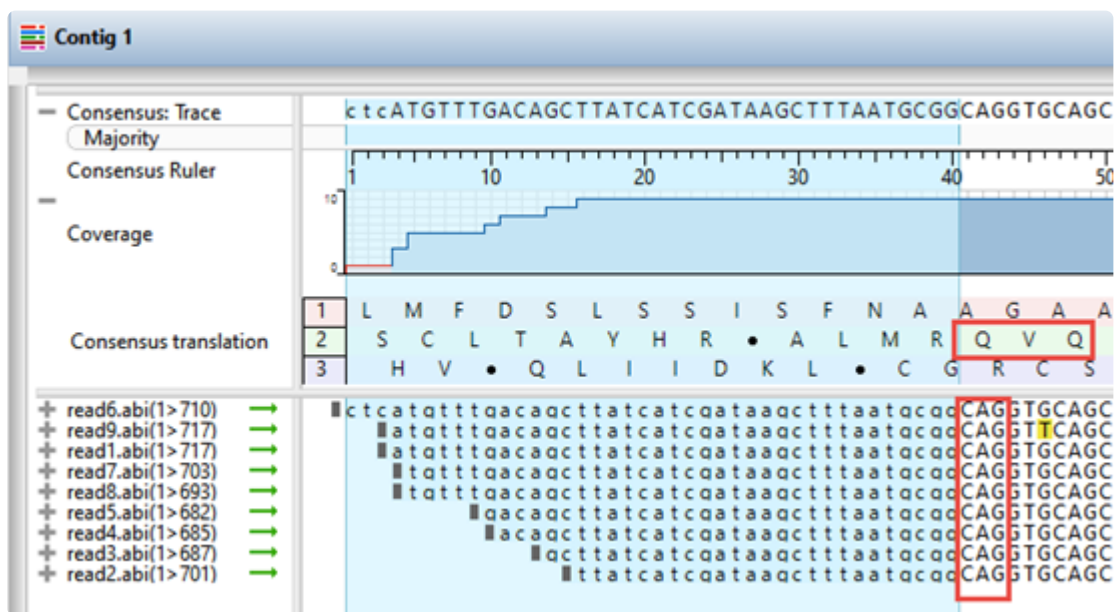 Contig 1
Consensus: Trace ctcATGTTTGACAGCTTATCATCGATAAGCTTTAATGCGGCAGGTGCAGC
Majority
Consensus Ruler 1 10 20 30 40 50
Coverage 10 0
1 L M F D S L S S I S F N A A G A A
Consensus translation 2 S C L T A Y H R • A L M R Q V Q
3 H V • Q L I I D K L • C G R C S
read6.abi(1>710) ctcatgtttgacagcttatcatcgataagctttaatgcggCAGGTGCAGC
read9.abi(1>717) atgtttgacagcttatcatcgataagctttaatgcggCAGGTTCAGC
read1.abi(1>717) atgtttgacagcttatcatcgataagctttaatgcggCAGGTGCAGC
read7.abi(1>703) tgtttgacagcttatcatcgataagctttaatgcggCAGGTGCAGC
read8.abi(1>693) tgtttgacagcttatcatcgataagctttaatgcggCAGGTGCAGC
read5.abi(1>682) gacagcttatcatcgataagctttaatgcggCAGGTGCAGC
read4.abi(1>685) acagcttatcatcgataagctttaatgcggCAGGTGCAGC
read3.abi(1>687) gcttatcatcgataagctttaatgcggCAGGTGCAGC
read2.abi(1>701) ttatcatcgataagctttaatgcggCAGGTGCAGC